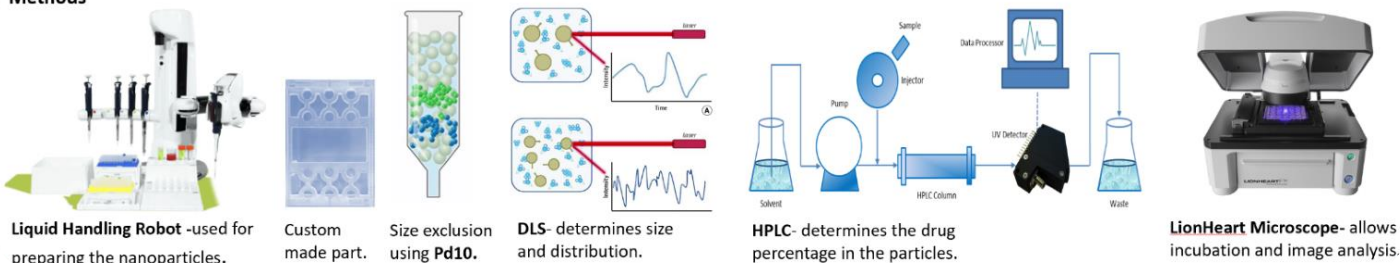 Methods
Liquid Handling Robot -used for
preparing the nanoparticles.
Custom
made part.
Size exclusion
using Pd10.
laser
Intensity
Time
A
laser
Intensity
DLS- determines size
and distribution.
Sample
Data Processor
Injector
Pump
UV Detector
HPLC Column
Solvent
Waste
HPLC- determines the drug
percentage in the particles.
LIONHEART
LionHeart Microscope- allows
incubation and image analysis.